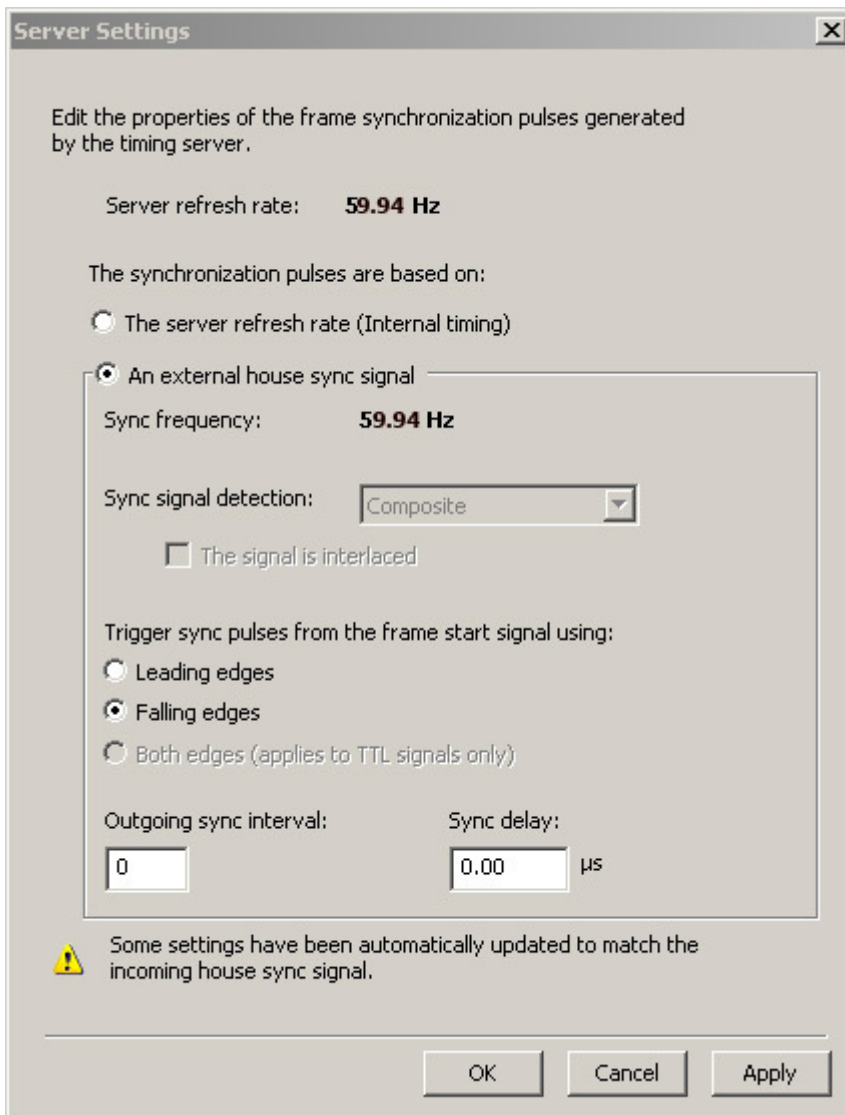 Server Settings
Edit the properties of the frame synchronization pulses generated
by the timing server.
Server refresh rate: 59.94 Hz
The synchronization pulses are based on:
The server refresh rate (Internal timing)
An external house sync signal
Sync frequency: 59.94 Hz
Sync signal detection: Composite
The signal is interlaced
Trigger sync pulses from the frame start signal using:
Leading edges
Falling edges
Both edges (applies to TTL signals only)
Outgoing sync interval: Sync delay:
0 0.00 µs
Some settings have been automatically updated to match the
incoming house sync signal.
OK Cancel Apply